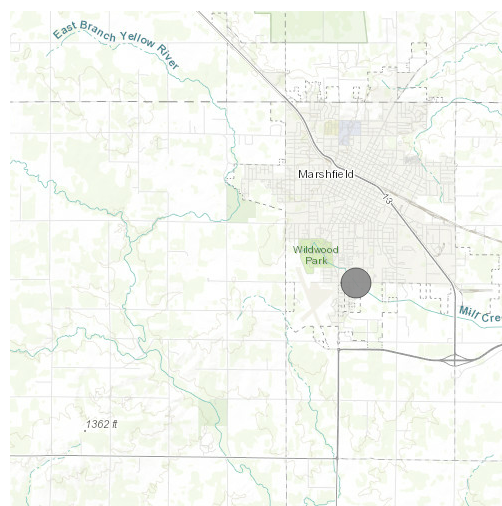 East Branch Yellow River
Marshfield
13
Wildwood
Park
Mill Cre
1362 ft